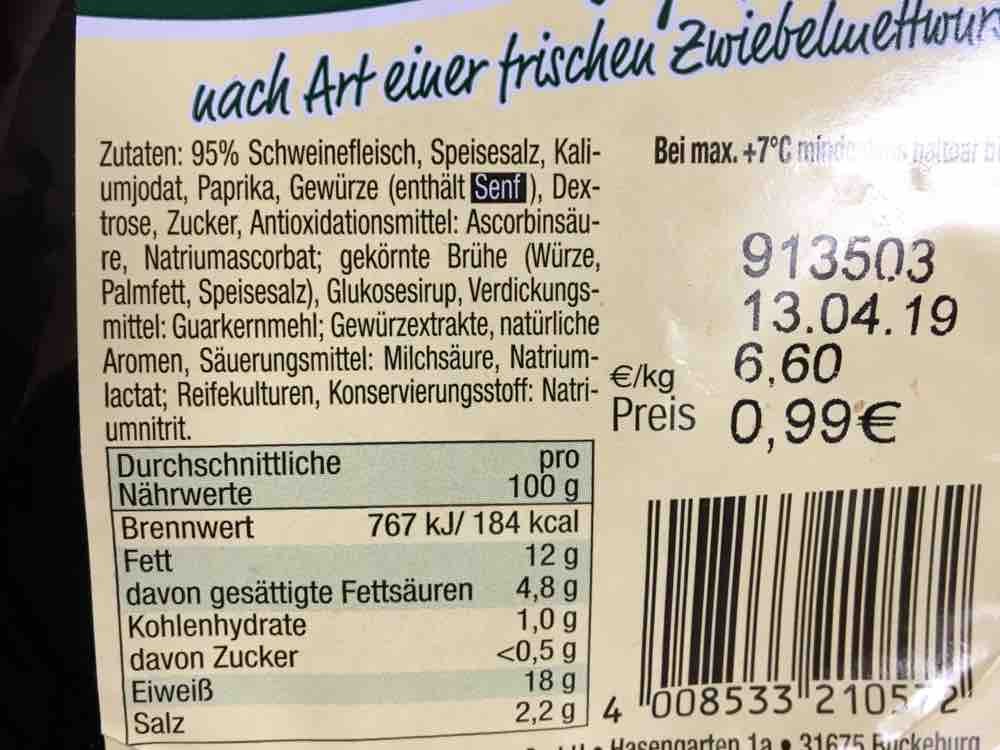 nach Art einer frischen Zwiebelmettwur
Zutaten: 95% Schweinefleisch, Speisesalz, Kali-
umjodat, Paprika, Gewürze (enthält Senf), Dex-
trose, Zucker, Antioxidationsmittel: Ascorbinsäu-
re, Natriumascorbat; gekörnte Brühe (Würze,
Palmfett, Speisesalz), Glukosesirup, Verdickungs-
mittel: Guarkernmehl; Gewürzextrakte, natürliche
Aromen, Säuerungsmittel: Milchsäure, Natrium-
lactat; Reifekulturen, Konservierungsstoff: Natri-
umnitrit.
Bei max. +7°C haltbar
913503
13.04.19
€/kg 6,60
Preis 0,99€
Durchschnittliche pro
Nährwerte 100 g
Brennwert 767 kJ/ 184 kcal
Fett 12 g
davon gesättigte Fettsäuren 4,8 g
Kohlenhydrate 1,0 g
davon Zucker <0,5 g
Eiweiß 18 g
Salz 2,2 g
4 008533 210572
Hasengarten 1a • 31675 Bückeburg